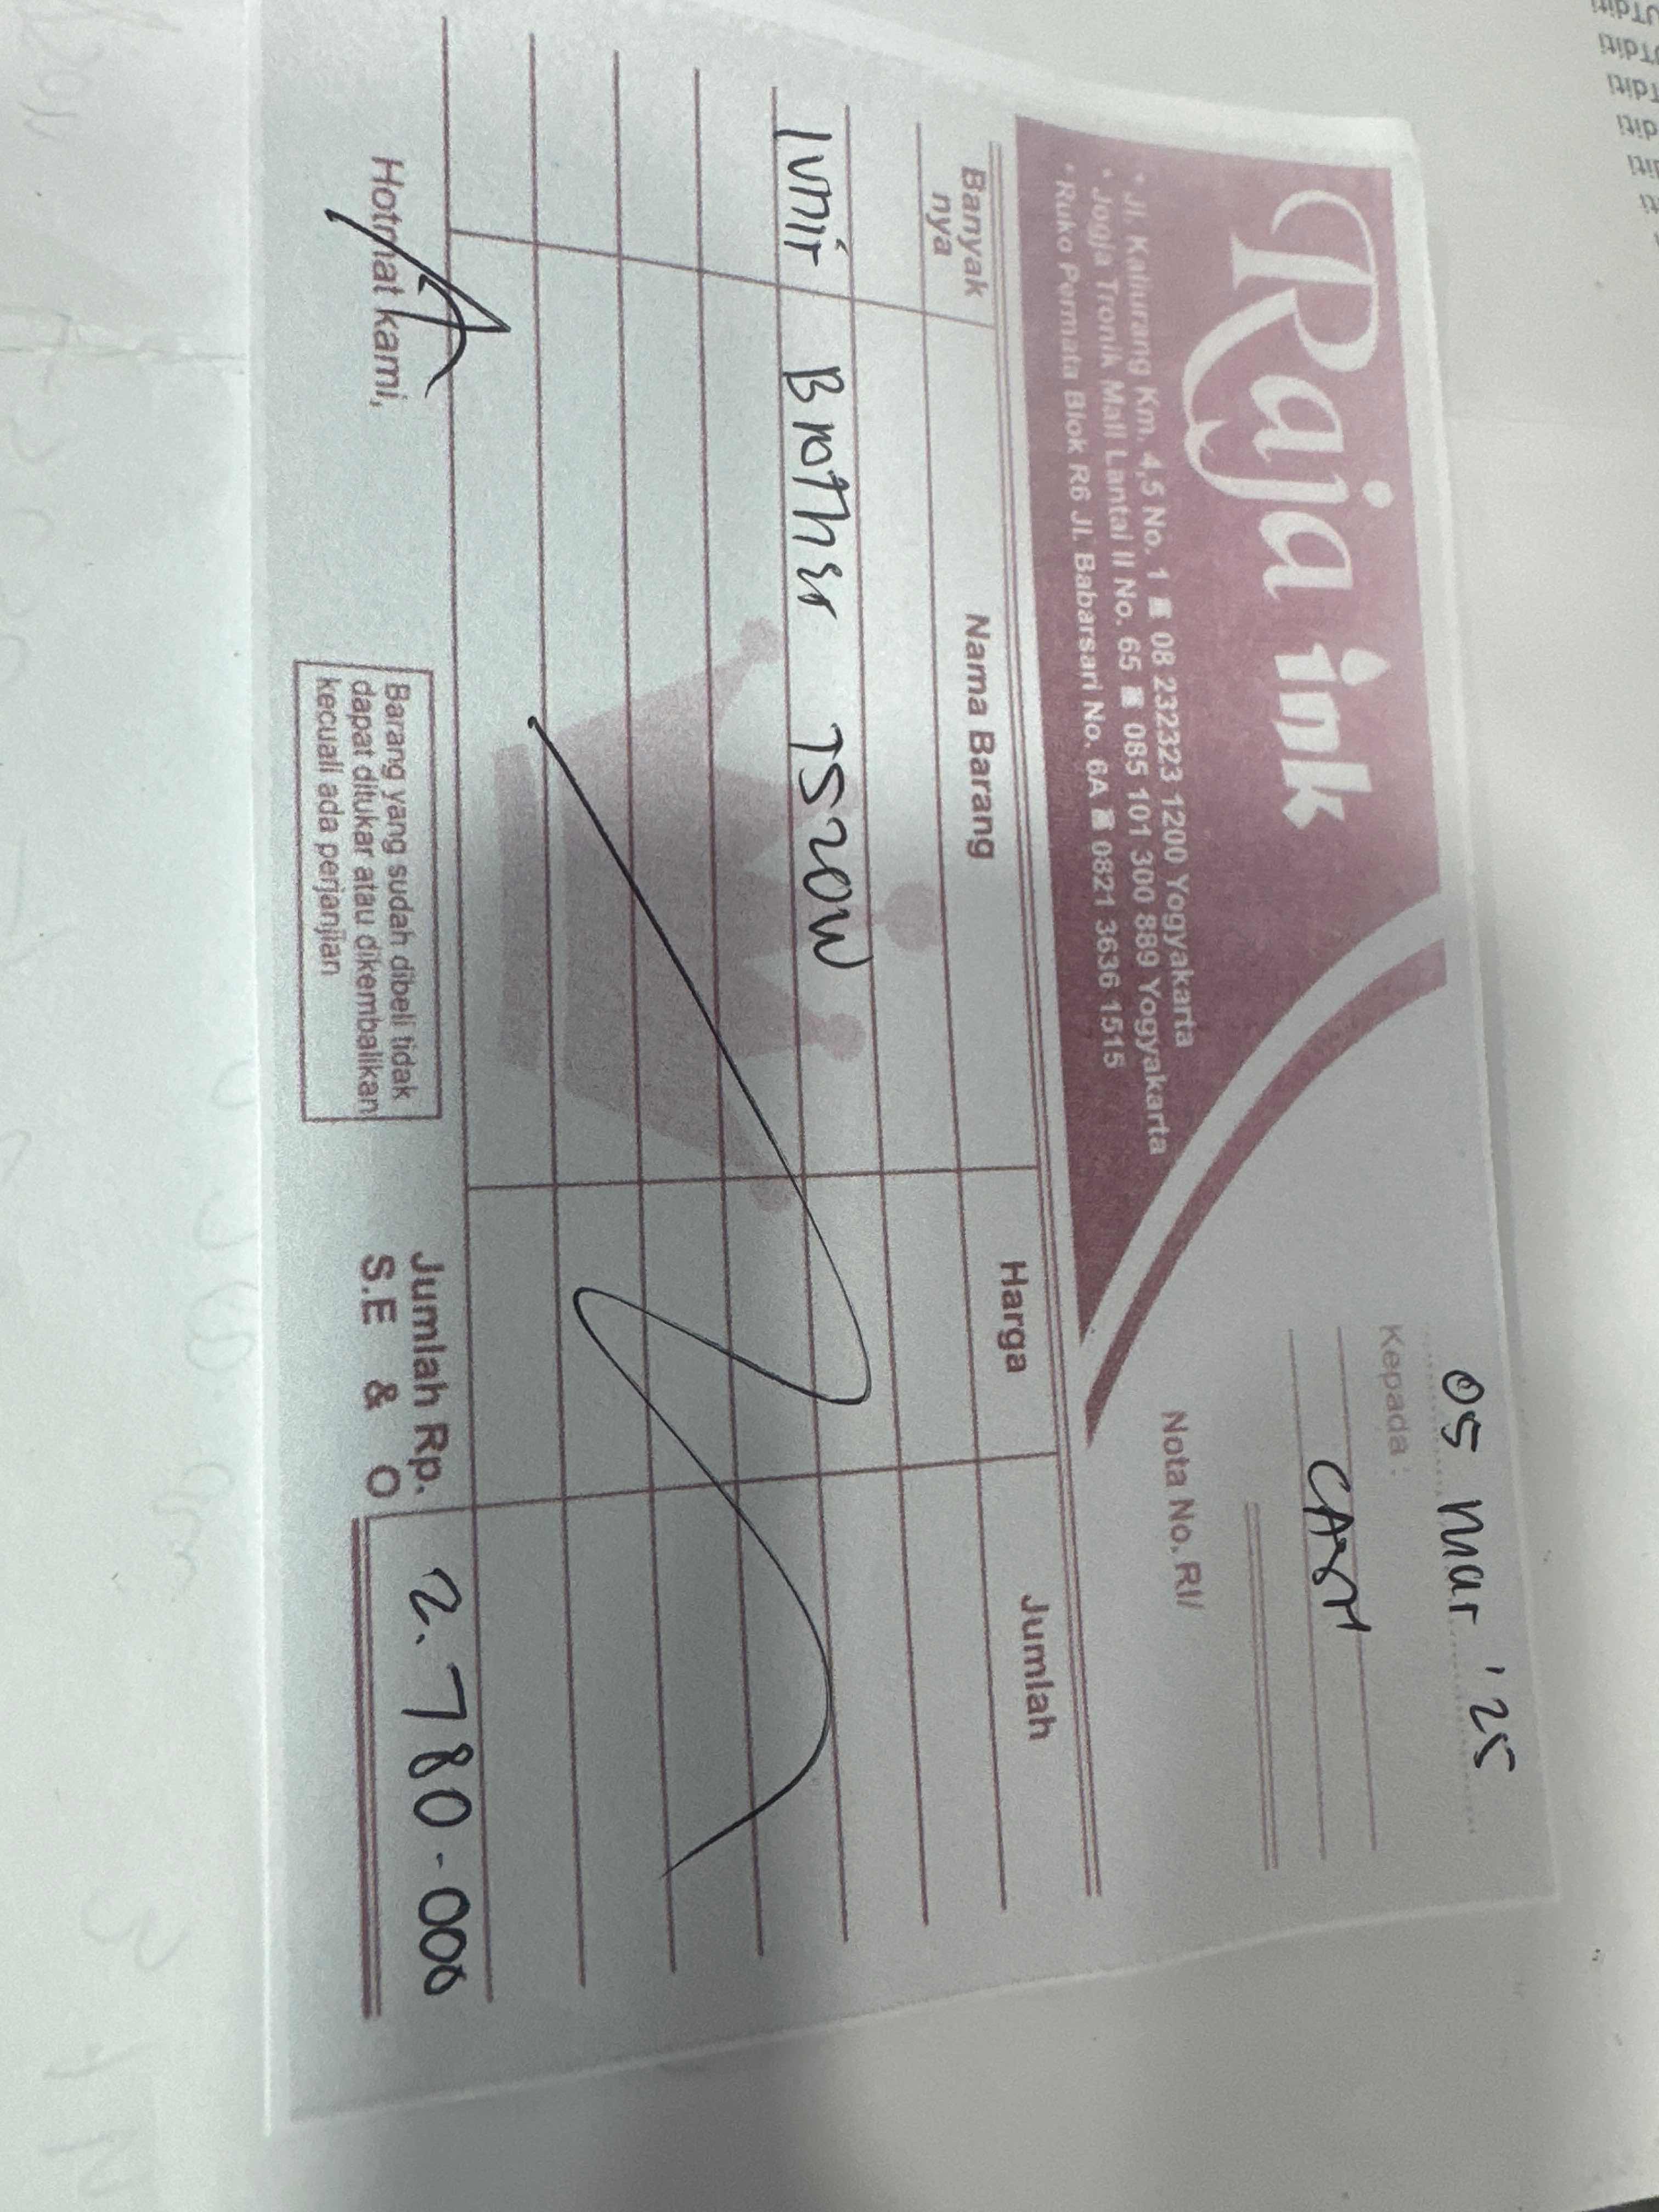 Raja ink
* Jl. Kaliurang Km. 4,5 No. 1 08 232323 1200 Yogyakarta
* Jogja Tronik Mall Lantai II No. 65 085 101 300 889 Yogyakarta
* Ruko Permata Blok R6 Jl. Babarsari No. 6A 0821 3636 1515
05 Mar '25
Kepada :
CASH
Nota No. RI/
Banyak nya Nama Barang Harga Jumlah
1 unit Brother T520W
Hormat kami,
Barang yang sudah dibeli tidak
dapat ditukar atau dikembalikan
kecuali ada perjanjian
Jumlah Rp. 2.780.000
S.E & O